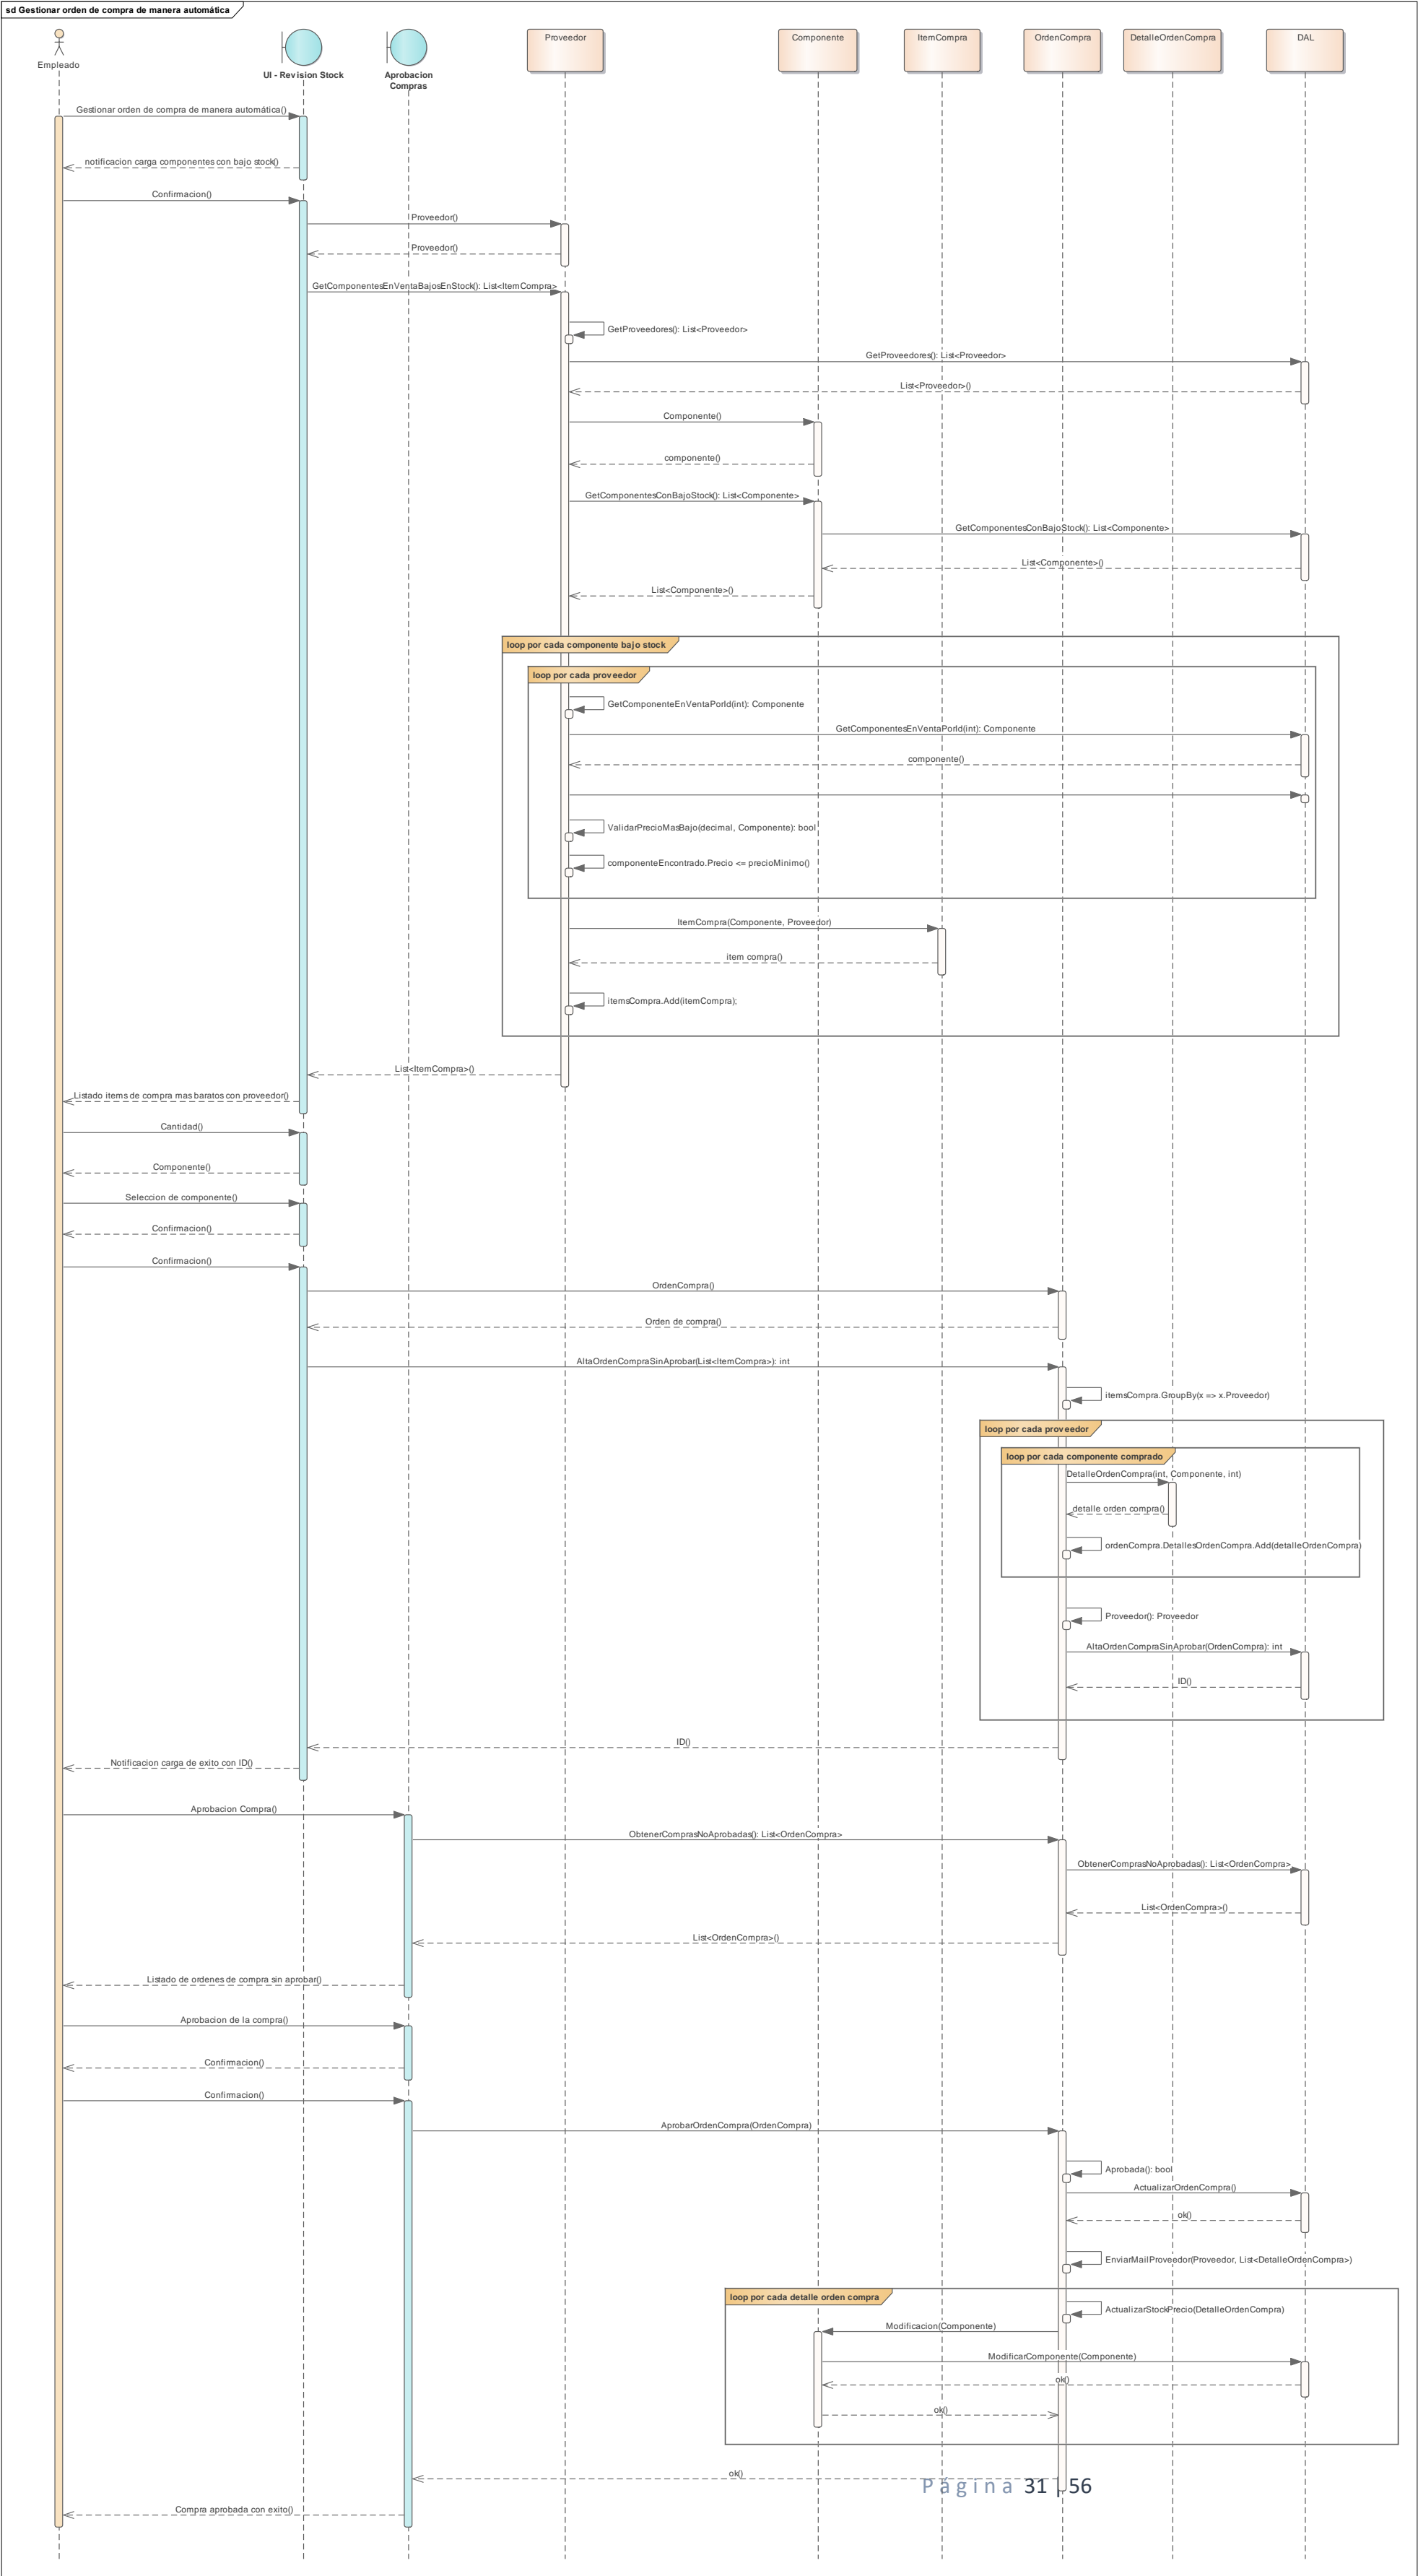 sd Gestionar orden de compra de manera automática
Empleado
UI - Revision Stock
Aprobacion
Compras
Proveedor
Componente
ItemCompra
OrdenCompra
DetalleOrdenCompra
DAL
Gestionar orden de compra de manera automática()
notificacion carga componentes con bajo stock()
Confirmacion()
Proveedor()
Proveedor()
GetComponentesEnVentaBajosEnStock(): List<ItemCompra>
GetProveedores(): List<Proveedor>
GetProveedores(): List<Proveedor>
List<Proveedor>()
Componente()
componente()
GetComponentesConBajoStock(): List<Componente>
GetComponentesConBajoStock(): List<Componente>
List<Componente>()
List<Componente>()
loop por cada componente bajo stock
loop por cada proveedor
GetComponenteEnVentaPorId(int): Componente
GetComponentesEnVentaPorId(int): Componente
componente()
ValidarPrecioMasBajo(decimal, Componente): bool
componenteEncontrado.Precio <= precioMinimo()
ItemCompra(Componente, Proveedor)
item compra()
itemsCompra.Add(itemCompra);
List<ItemCompra>()
Listado items de compra mas baratos con proveedor()
Cantidad()
Componente()
Seleccion de componente()
Confirmacion()
Confirmacion()
OrdenCompra()
Orden de compra()
AltaOrdenCompraSinAprobar(List<ItemCompra>): int
itemsCompra.GroupBy(x => x.Proveedor)
loop por cada proveedor
loop por cada componente comprado
DetalleOrdenCompra(int, Componente, int)
detalle orden compra()
ordenCompra.DetallesOrdenCompra.Add(detalleOrdenCompra)
Proveedor(): Proveedor
AltaOrdenCompraSinAprobar(OrdenCompra): int
ID()
ID()
Notificacion carga de exito con ID()
Aprobacion Compra()
ObtenerComprasNoAprobadas(): List<OrdenCompra>
ObtenerComprasNoAprobadas(): List<OrdenCompra>
List<OrdenCompra>()
List<OrdenCompra>()
Listado de ordenes de compra sin aprobar()
Aprobacion de la compra()
Confirmacion()
Confirmacion()
AprobarOrdenCompra(OrdenCompra)
Aprobada(): bool
ActualizarOrdenCompra()
ok()
EnviarMailProveedor(Proveedor, List<DetalleOrdenCompra>)
loop por cada detalle orden compra
ActualizarStockPrecio(DetalleOrdenCompra)
Modificacion(Componente)
ModificarComponente(Componente)
ok()
ok()
ok()
Página 31 | 56
Compra aprobada con exito()